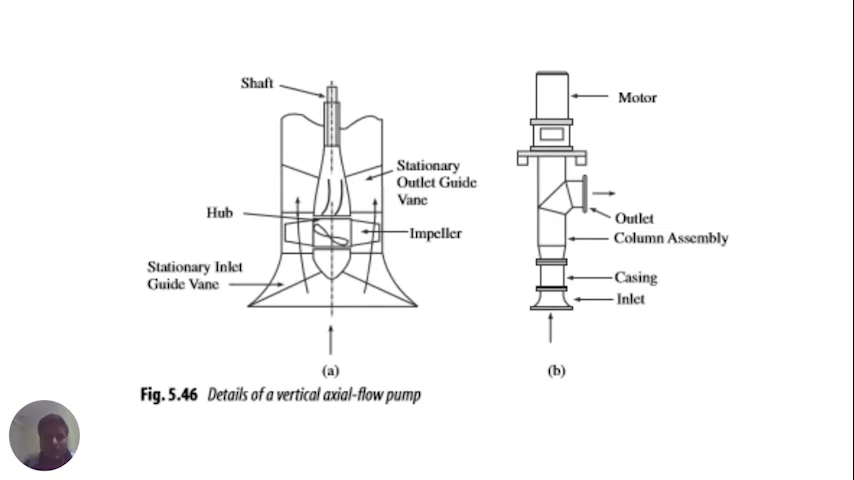 Shaft
Stationary
Outlet Guide
Vane
Hub
Impeller
Stationary Inlet
Guide Vane
(a)
Motor
Outlet
Column Assembly
Casing
Inlet
(b)
Fig. 5.46 Details of a vertical axial-flow pump